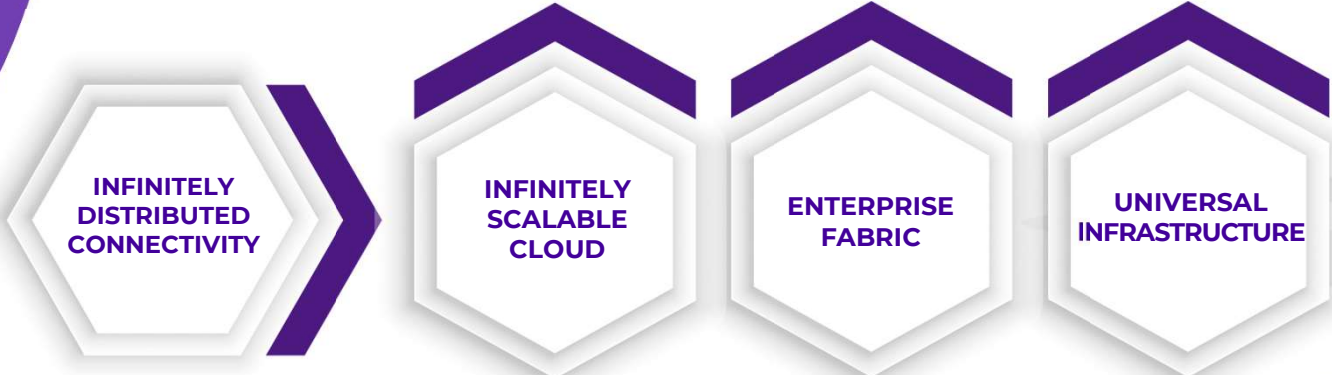 INFINITELY
DISTRIBUTED
CONNECTIVITY
INFINITELY
SCALABLE
CLOUD
ENTERPRISE
FABRIC
UNIVERSAL
INFRASTRUCTURE